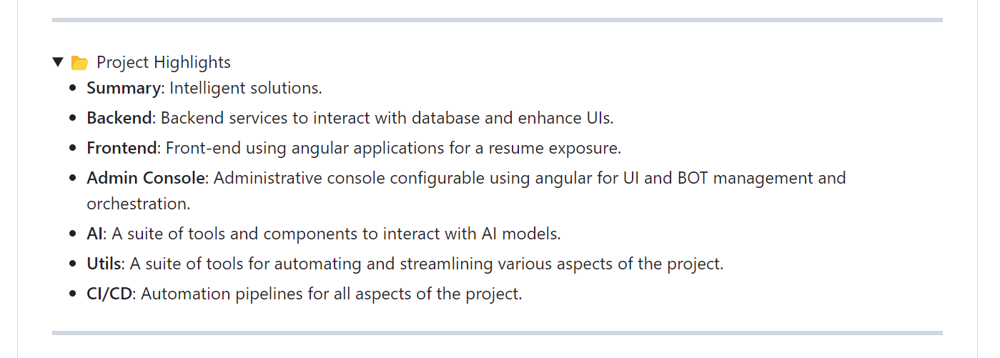 Project Highlights
Summary: Intelligent solutions.
Backend: Backend services to interact with database and enhance UIs.
Frontend: Front-end using angular applications for a resume exposure.
Admin Console: Administrative console configurable using angular for UI and BOT management and
orchestration.
AI: A suite of tools and components to interact with AI models.
Utils: A suite of tools for automating and streamlining various aspects of the project.
CI/CD: Automation pipelines for all aspects of the project.